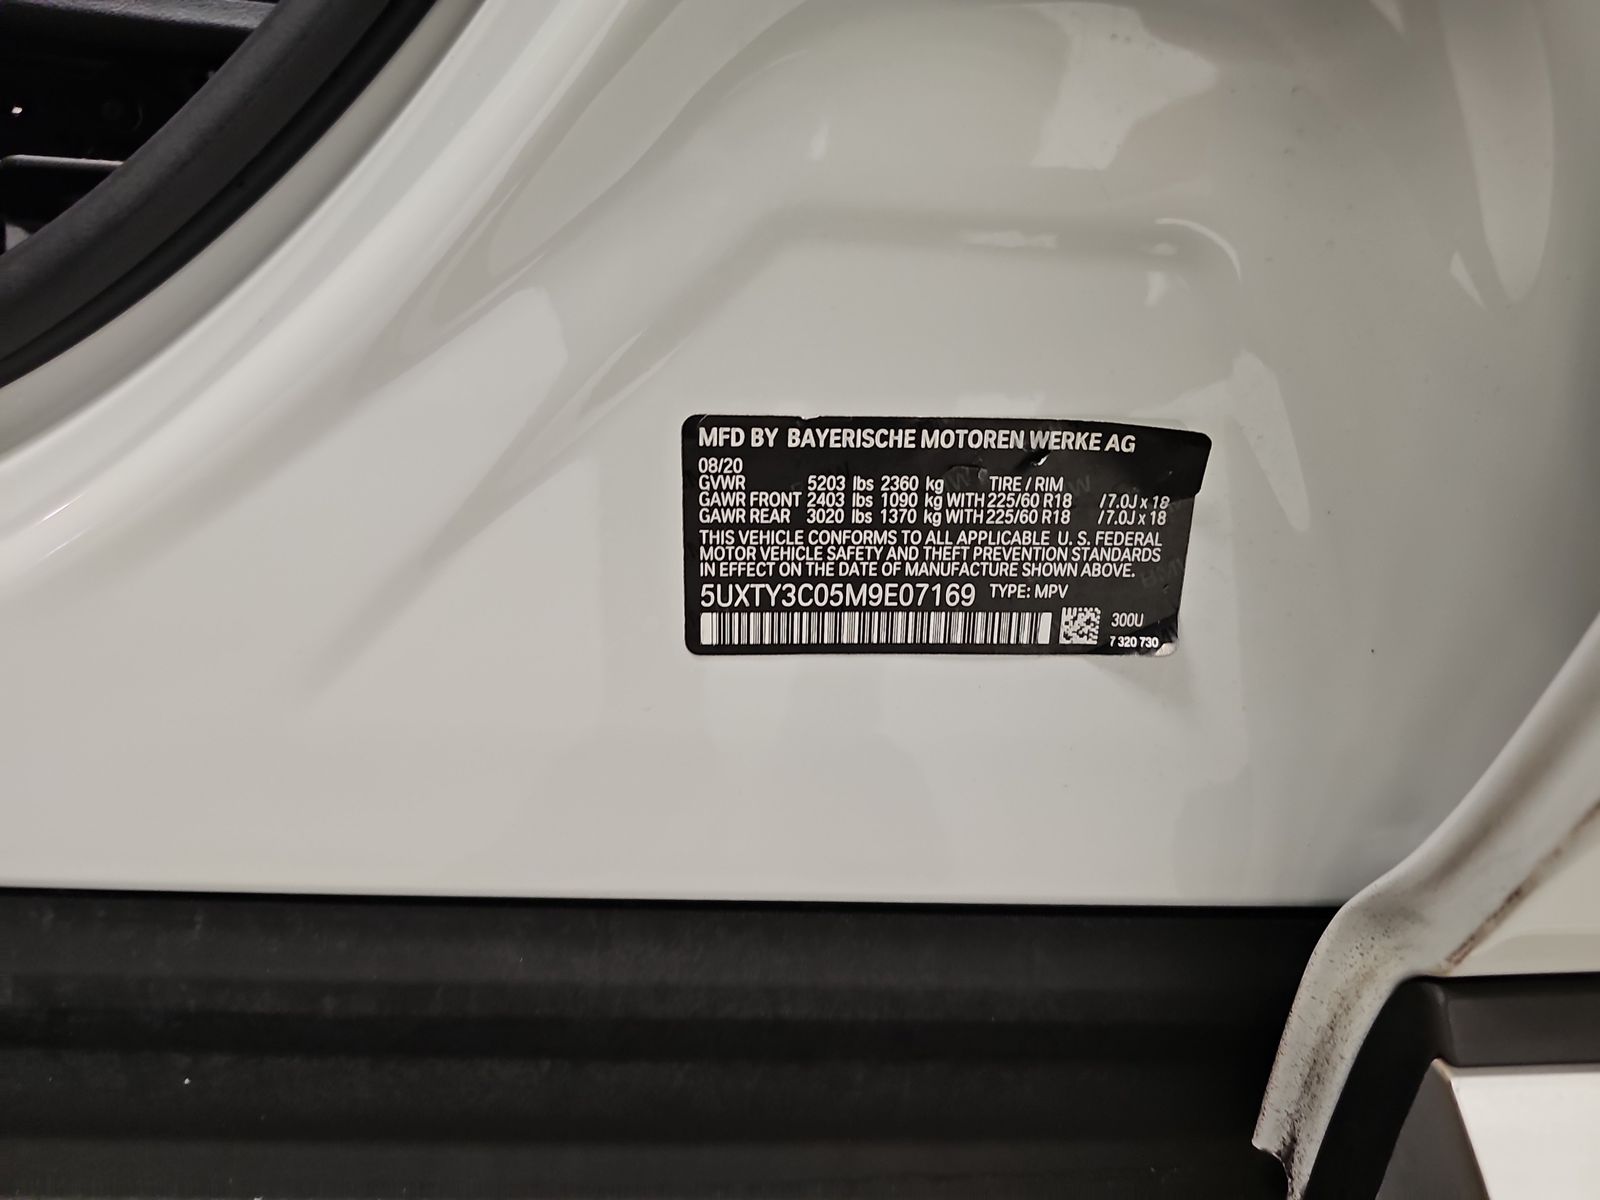 MFD BY BAYERISCHE MOTOREN WERKE AG
08/20
GVWR 5203 lbs 2360 kg TIRE / RIM
GAWR FRONT 2403 lbs 1090 kg WITH 225/60 R18 /7.0J x 18
GAWR REAR 3020 lbs 1370 kg WITH 225/60 R18 /7.0J x 18
THIS VEHICLE CONFORMS TO ALL APPLICABLE U. S. FEDERAL
MOTOR VEHICLE SAFETY AND THEFT PREVENTION STANDARDS
IN EFFECT ON THE DATE OF MANUFACTURE SHOWN ABOVE.
5UXTY3C05M9E07169 TYPE: MPV
300U
7 320 730